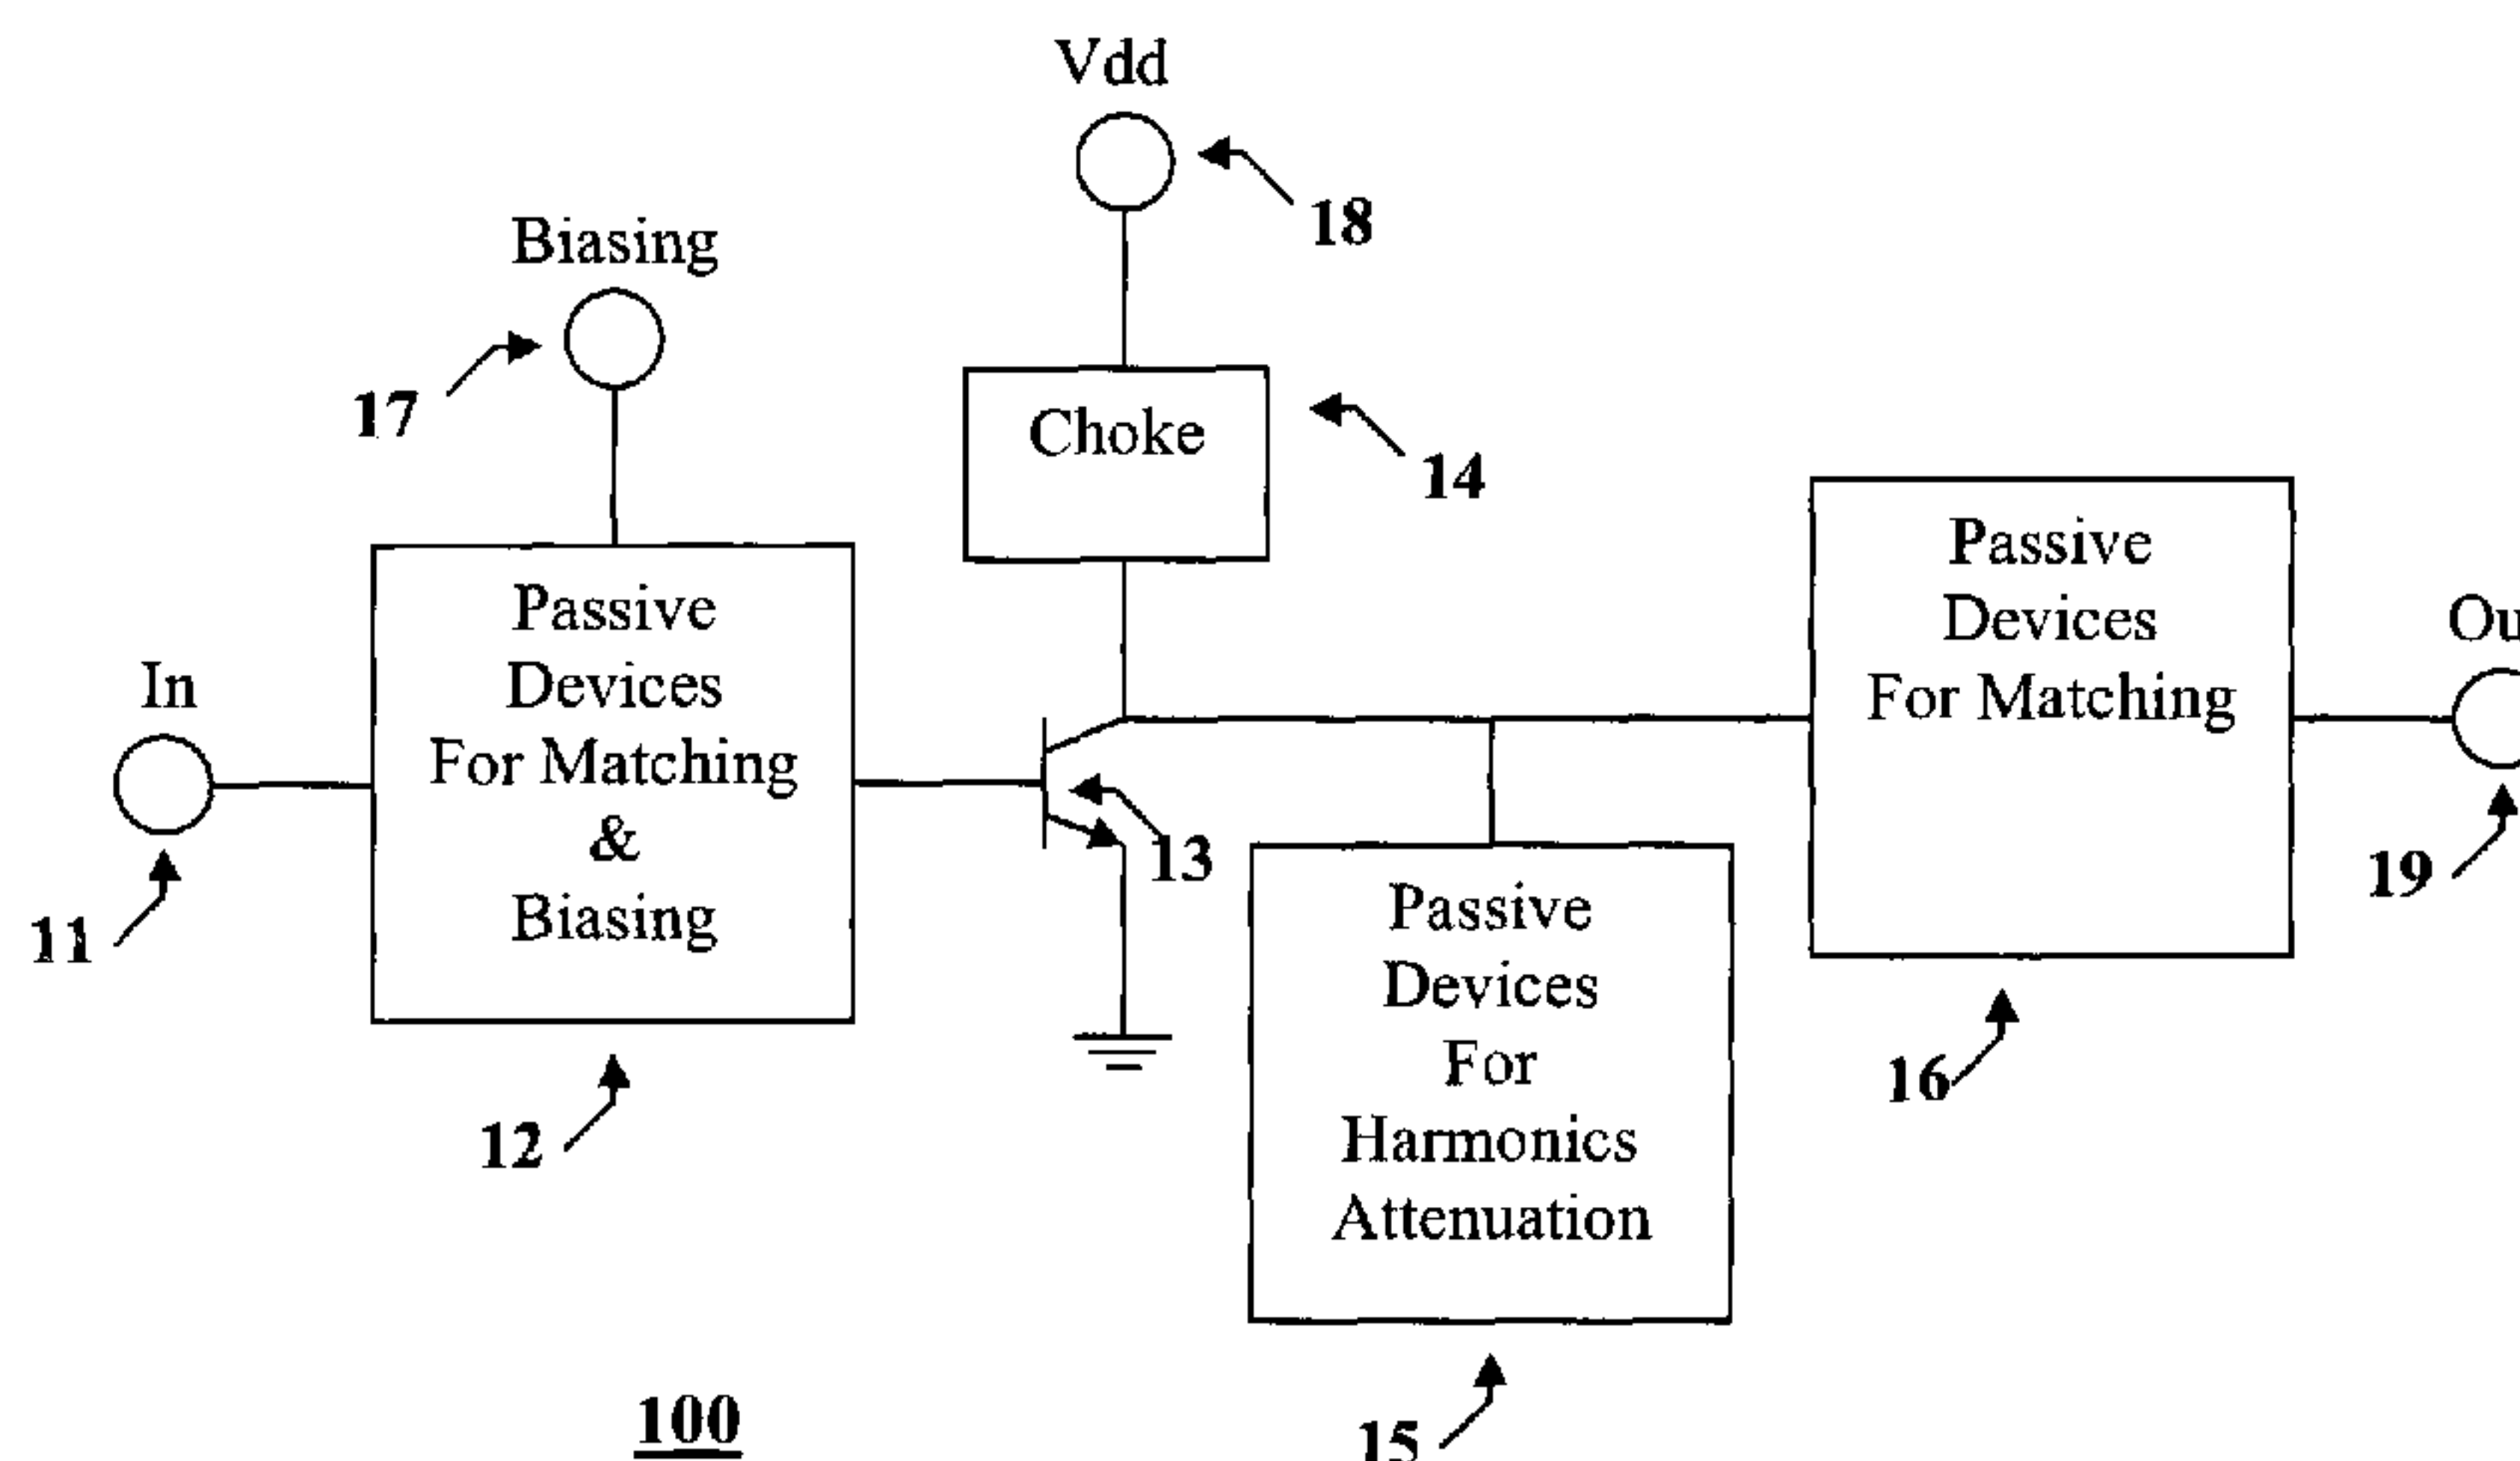 Vdd
18
Biasing
17
Choke
14
Passive
Devices
For Matching
&
Biasing
In
11
12
13
Passive
Devices
For Matching
16
19
Passive
Devices
For
Harmonics
Attenuation
15
100